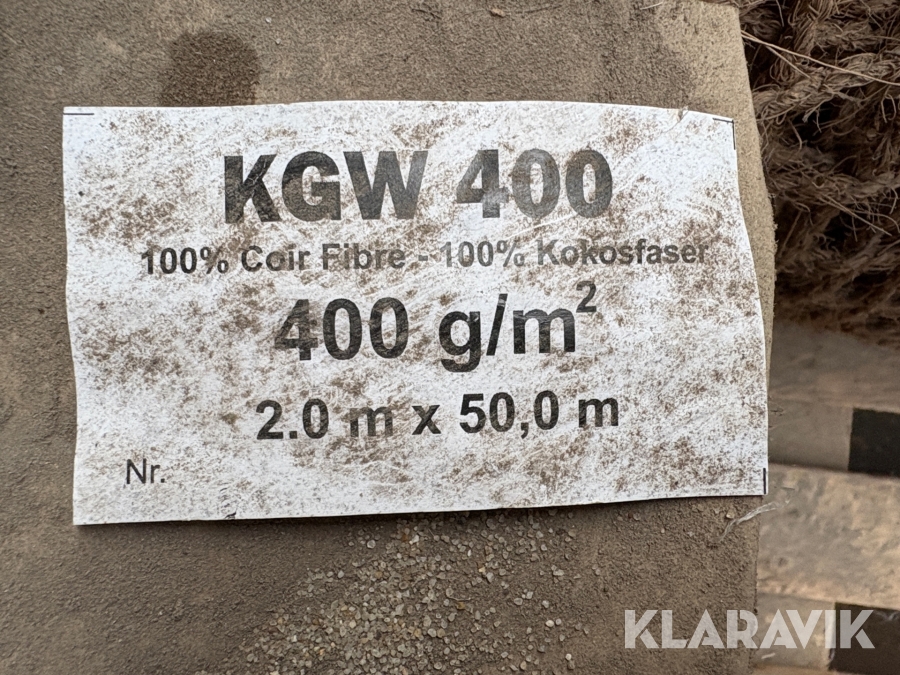 KGW 400
100% Coir Fibre - 100% Kokosfaser
400 g/m²
2.0 m x 50,0 m
Nr.
KLARAVIK